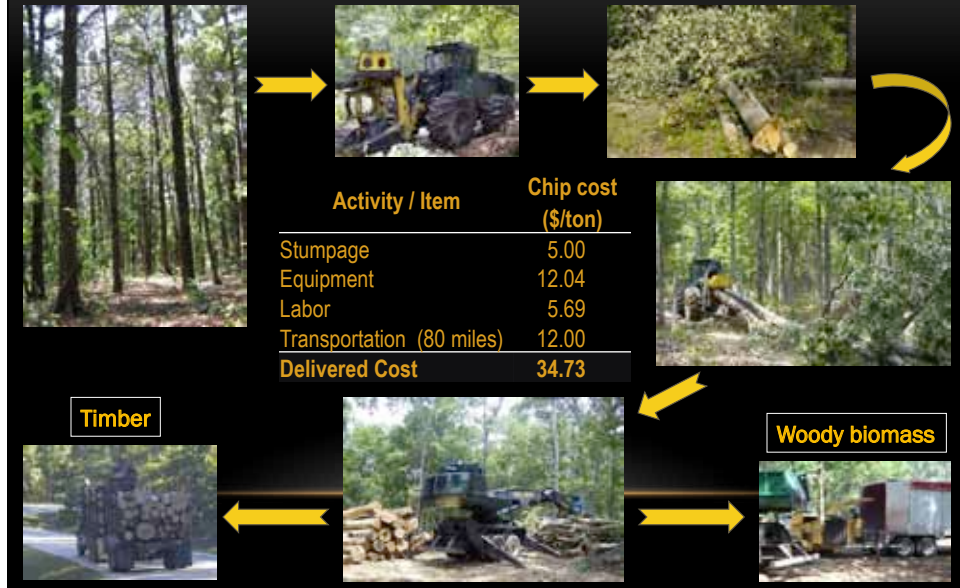 Activity / Item Chip cost
($/ton)
Stumpage 5.00
Equipment 12.04
Labor 5.69
Transportation (80 miles) 12.00
Delivered Cost 34.73
Timber
Woody biomass